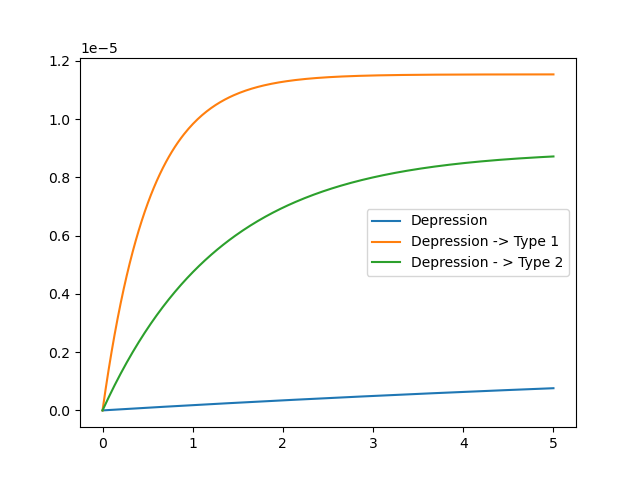 1e−5
1.2
1.0
0.8
0.6
0.4
0.2
0.0
Depression
Depression -> Type 1
Depression - > Type 2
0 1 2 3 4 5